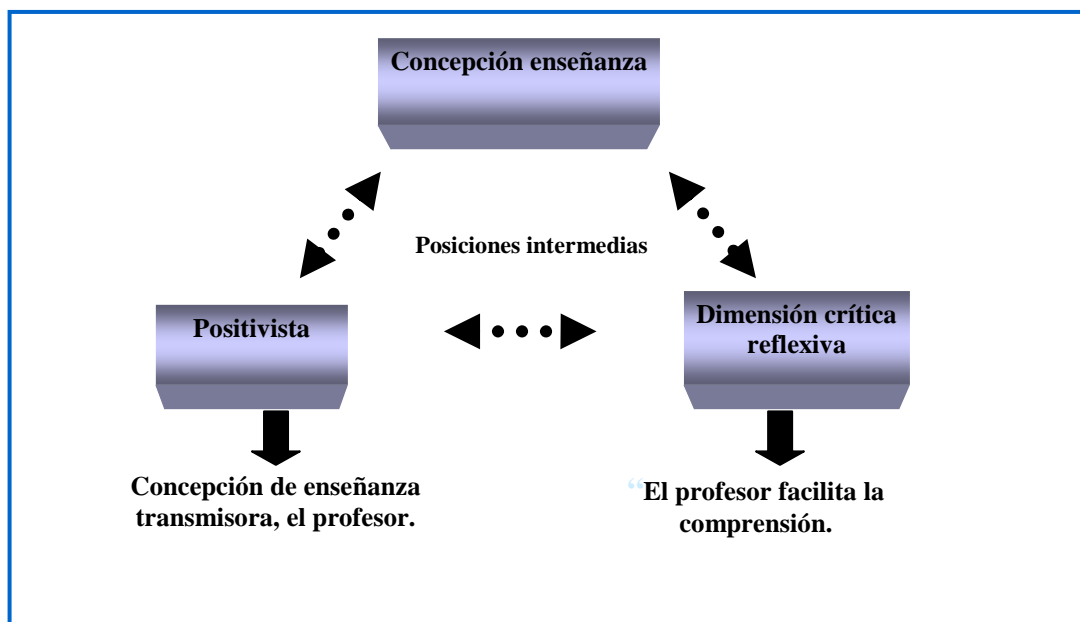 Concepción enseñanza
Posiciones intermedias
Positivista
Dimensión crítica
reflexiva
Concepción de enseñanza
transmisora, el profesor.
“El profesor facilita la
comprensión.